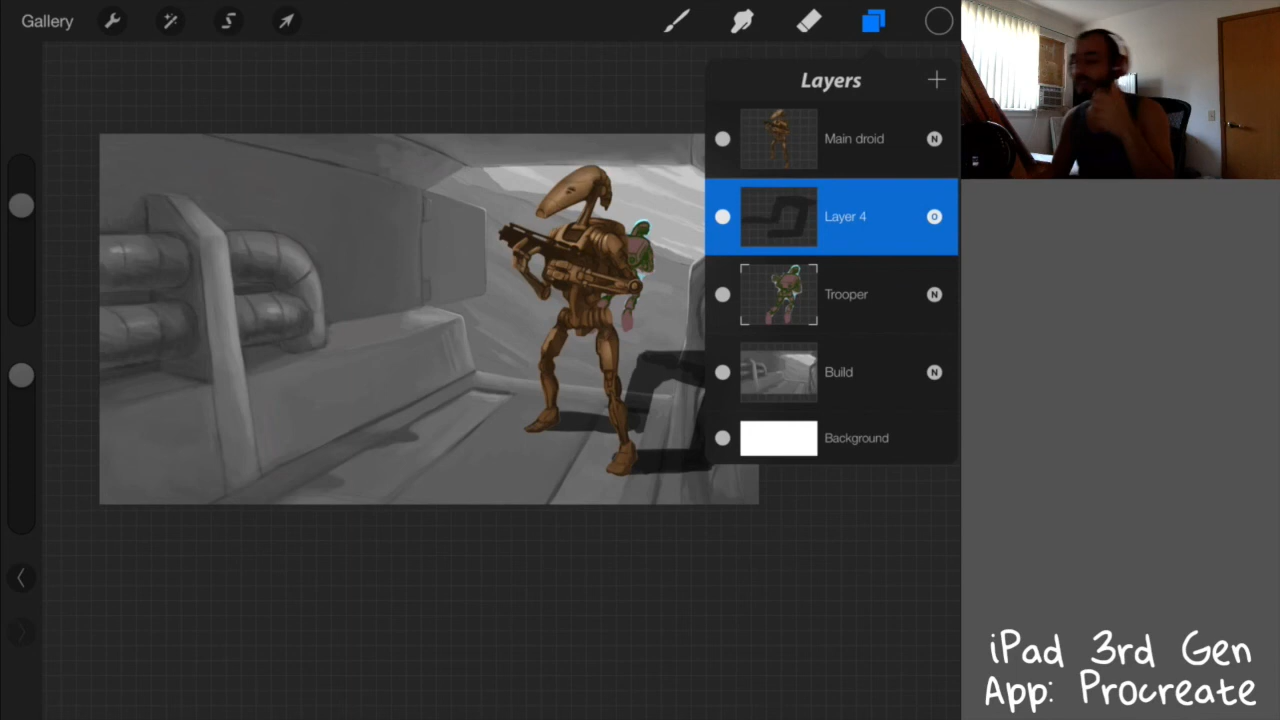 Gallery
Layers
Main droid
N
Layer 4
O
Trooper
N
Build
N
Background
iPad 3rd Gen
App: Procreate